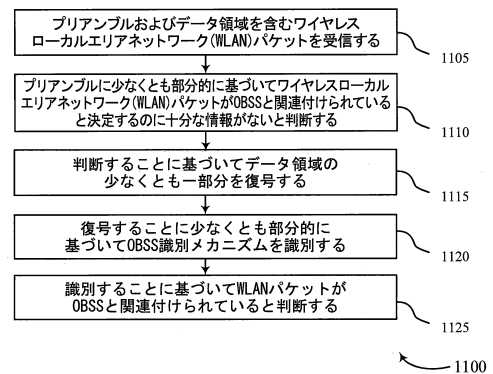 プリアンブルおよびデータ領域を含むワイヤレス
ローカルエリアネットワーク(WLAN)パケットを受信する
1105
プリアンブルに少なくとも部分的に基づいてワイヤレスローカル
エリアネットワーク(WLAN)パケットがOBSSと関連付けられている
と決定するのに十分な情報がないと判断する
1110
判断することに基づいてデータ領域の
少なくとも一部分を復号する
1115
復号することに少なくとも部分的に
基づいてOBSS識別メカニズムを識別する
1120
識別することに基づいてWLANパケットが
OBSSと関連付けられていると判断する
1125
1100